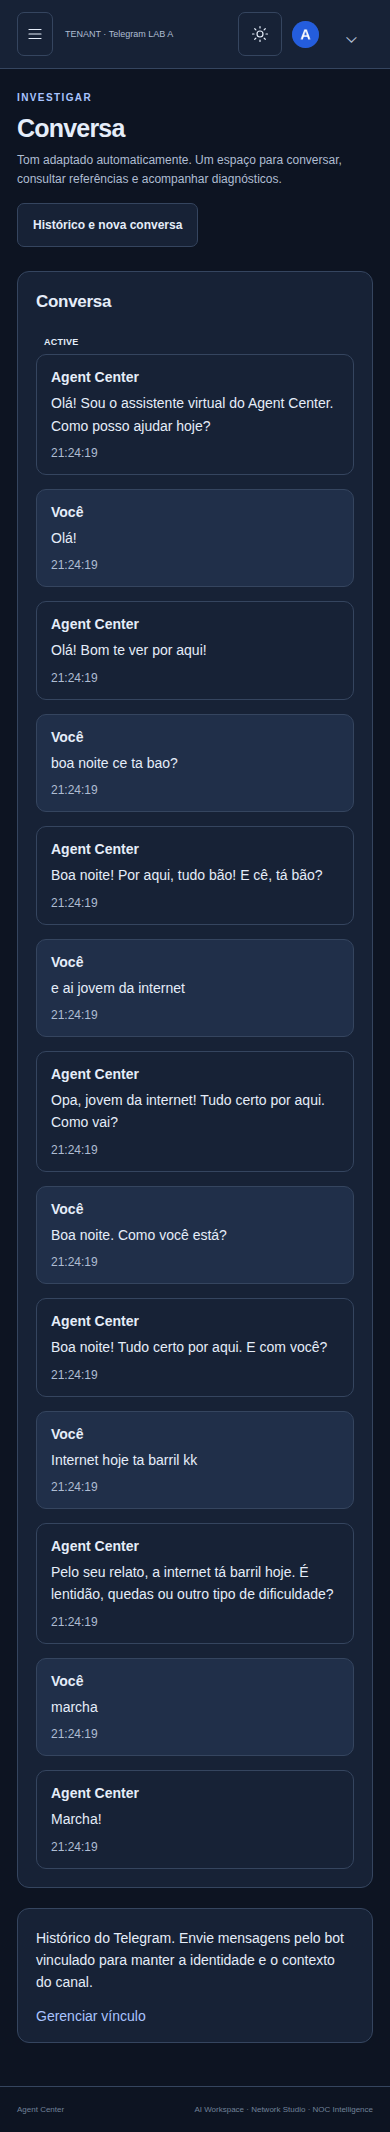 TENANT · Telegram LAB A
A
INVESTIGAR
Conversa
Tom adaptado automaticamente. Um espaço para conversar,
consultar referências e acompanhar diagnósticos.
Histórico e nova conversa
Conversa
ACTIVE
Agent Center
Olá! Sou o assistente virtual do Agent Center.
Como posso ajudar hoje?
21:24:19
Você
Olá!
21:24:19
Agent Center
Olá! Bom te ver por aqui!
21:24:19
Você
boa noite ce ta bao?
21:24:19
Agent Center
Boa noite! Por aqui, tudo bão! E cê, tá bão?
21:24:19
Você
e ai jovem da internet
21:24:19
Agent Center
Opa, jovem da internet! Tudo certo por aqui.
Como vai?
21:24:19
Você
Boa noite. Como você está?
21:24:19
Agent Center
Boa noite! Tudo certo por aqui. E com você?
21:24:19
Você
Internet hoje ta barril kk
21:24:19
Agent Center
Pelo seu relato, a internet tá barril hoje. É
lentidão, quedas ou outro tipo de dificuldade?
21:24:19
Você
marcha
21:24:19
Agent Center
Marcha!
21:24:19
Histórico do Telegram. Envie mensagens pelo bot
vinculado para manter a identidade e o contexto
do canal.
Gerenciar vínculo
Agent Center
AI Workspace · Network Studio · NOC Intelligence